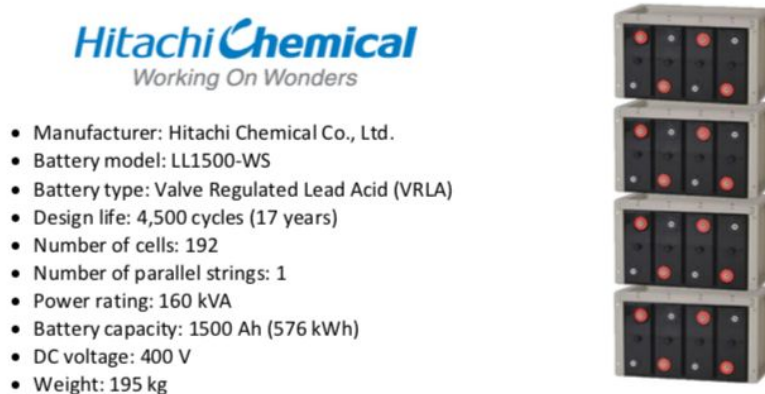 Hitachi Chemical
Working On Wonders
• Manufacturer: Hitachi Chemical Co., Ltd.
• Battery model: LL1500-WS
• Battery type: Valve Regulated Lead Acid (VRLA)
• Design life: 4,500 cycles (17 years)
• Number of cells: 192
• Number of parallel strings: 1
• Power rating: 160 kVA
• Battery capacity: 1500 Ah (576 kWh)
• DC voltage: 400 V
• Weight: 195 kg